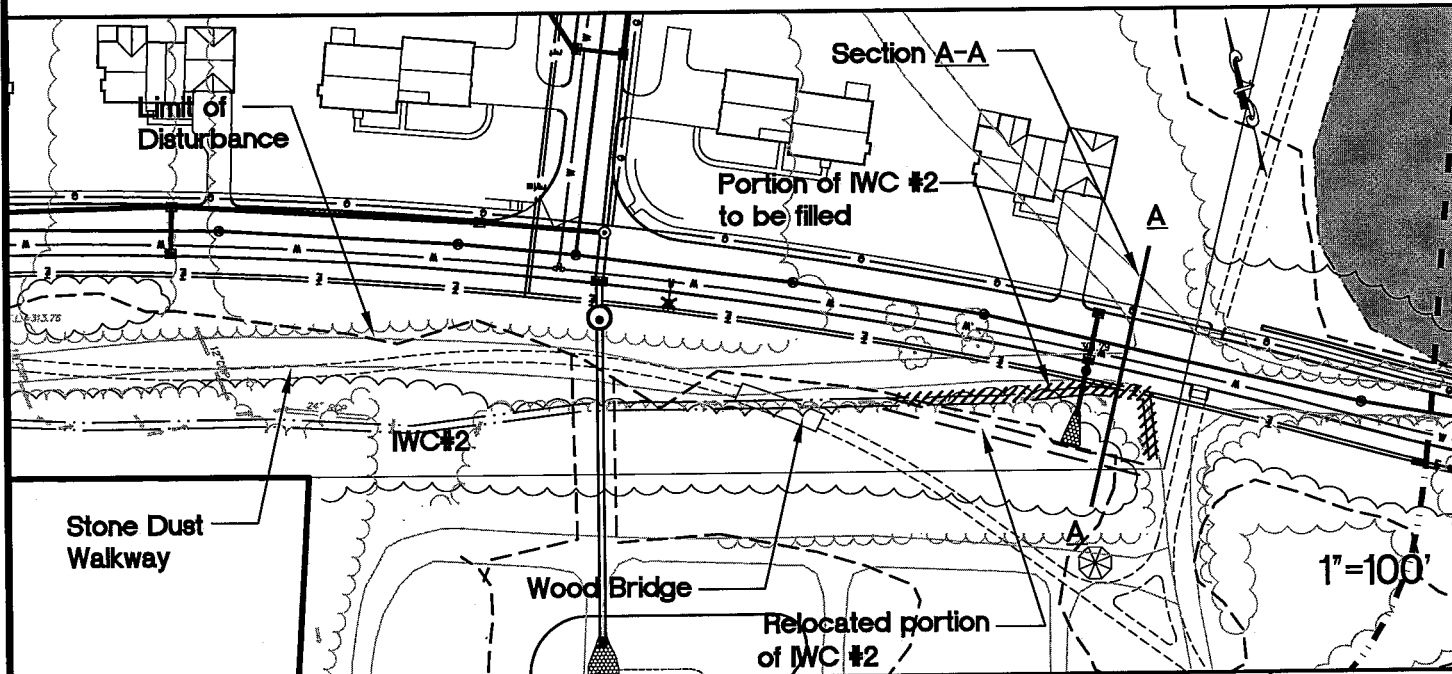 Section A-A
Limit of
Disturbance
Portion of IWC #2
to be filled
A
IWC#2
Stone Dust
Walkway
Wood Bridge
A
1"=100'
Relocated portion
of IWC #2